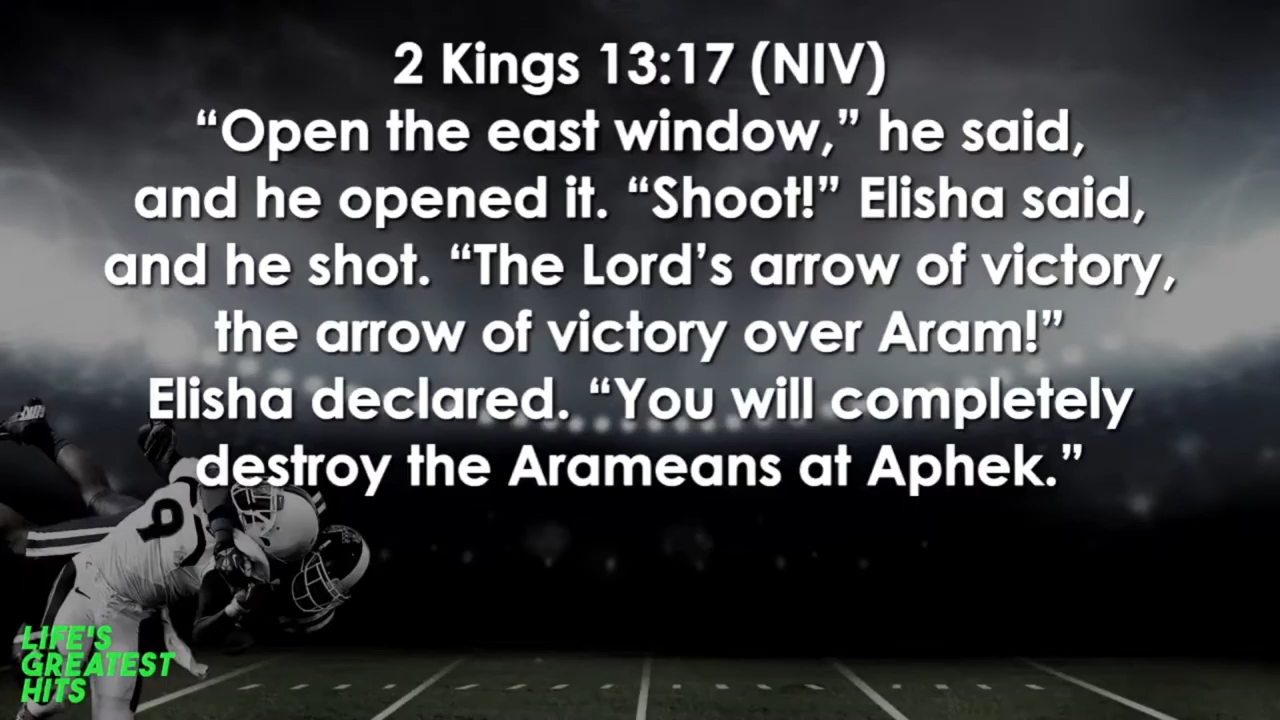 2 Kings 13:17 (NIV)
“Open the east window,” he said,
and he opened it. “Shoot!” Elisha said,
and he shot. “The Lord’s arrow of victory,
the arrow of victory over Aram!”
Elisha declared. “You will completely
destroy the Arameans at Aphek.”
9
LIFE'S
GREATEST
HITS